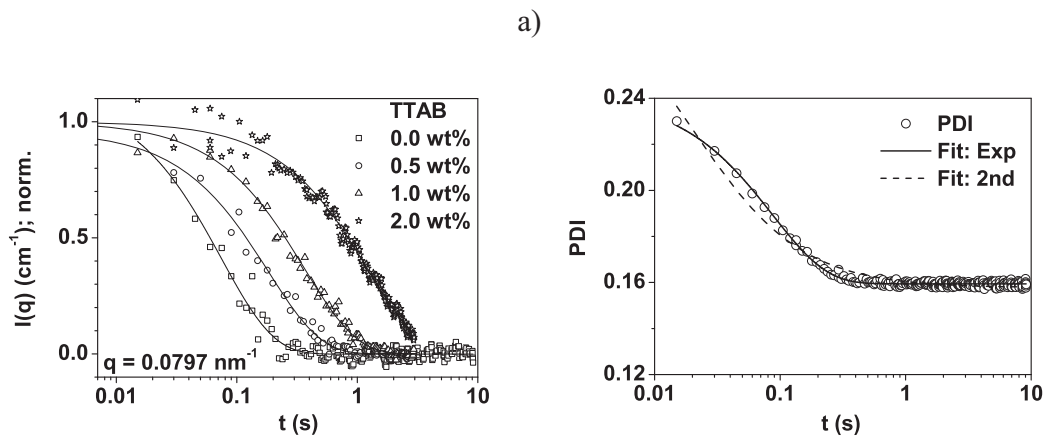 a)
I(q) (cm⁻¹); norm.
1.0
0.5
0.0
TTAB
0.0 wt%
0.5 wt%
1.0 wt%
2.0 wt%
q = 0.0797 nm⁻¹
0.01 0.1 1 10
t (s)
PDI
0.24
0.20
0.16
0.12
PDI
Fit: Exp
Fit: 2nd
0.01 0.1 1 10
t (s)